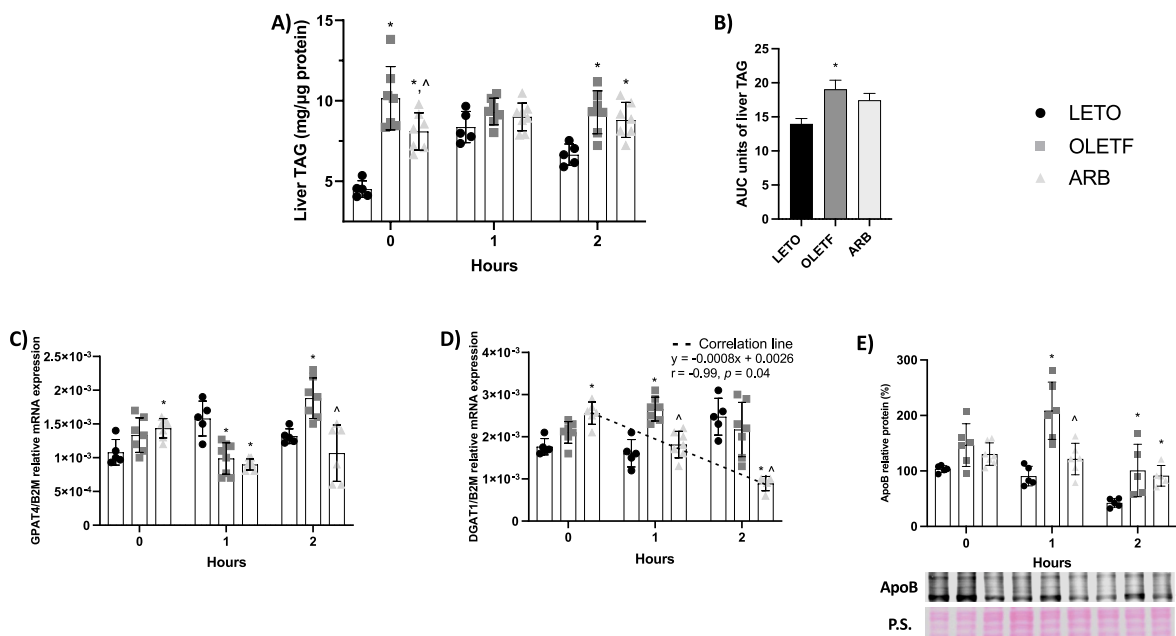 A)
Liver TAG (mg/µg protein)
15
10
5
*
*, ^
*
*
0
1
2
Hours
B)
AUC units of liver TAG
25
20
15
10
5
0
*
LETO
OLETF
ARB
LETO
OLETF
ARB
C)
GPAT4/B2M relative mRNA expression
2.5×10⁻³
2.0×10⁻³
1.5×10⁻³
1.0×10⁻³
5.0×10⁻⁴
0
*
*
*
*
^
0
1
2
Hours
D)
DGAT1/B2M relative mRNA expression
4×10⁻³
3×10⁻³
2×10⁻³
1×10⁻³
0
Correlation line
y = -0.0008x + 0.0026
r = -0.99, p = 0.04
*
*
^
* ^
0
1
2
Hours
E)
ApoB relative protein (%)
300
200
100
0
*
^
*
*
0
1
2
Hours
ApoB
P.S.